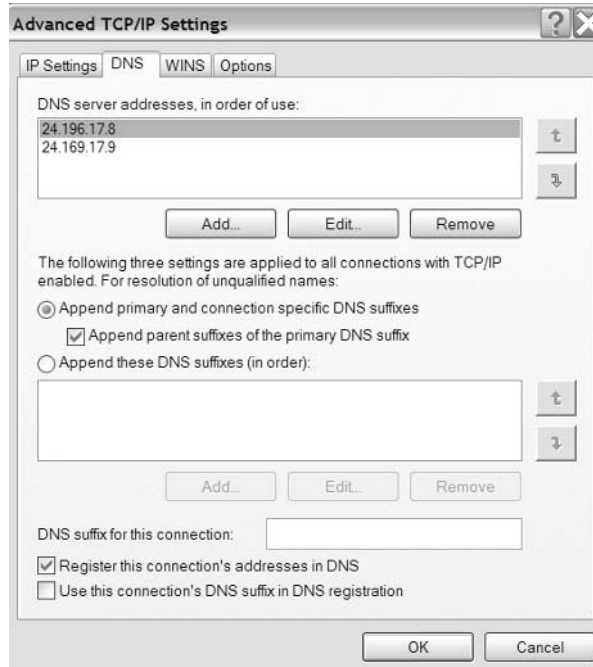 Advanced TCP/IP Settings
IP Settings DNS WINS Options
DNS server addresses, in order of use:
24.196.17.8
24.169.17.9
Add... Edit... Remove
The following three settings are applied to all connections with TCP/IP
enabled. For resolution of unqualified names:
Append primary and connection specific DNS suffixes
Append parent suffixes of the primary DNS suffix
Append these DNS suffixes (in order):
Add... Edit... Remove
DNS suffix for this connection:
Register this connection's addresses in DNS
Use this connection's DNS suffix in DNS registration
OK Cancel